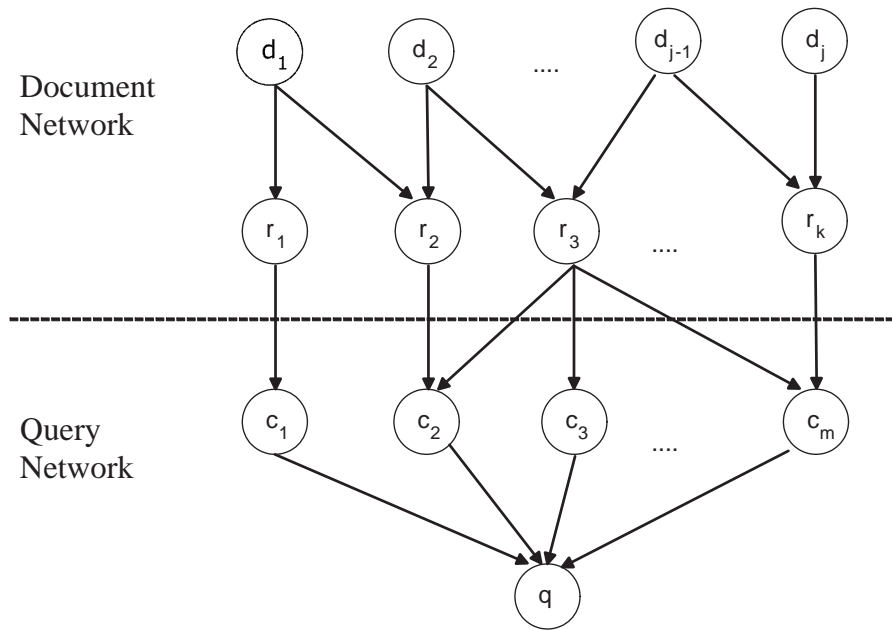 d1 d2 .... dj-1 dj
Document
Network
r1 r2 r3 .... rk
c1 c2 c3 .... cm
Query
Network
q